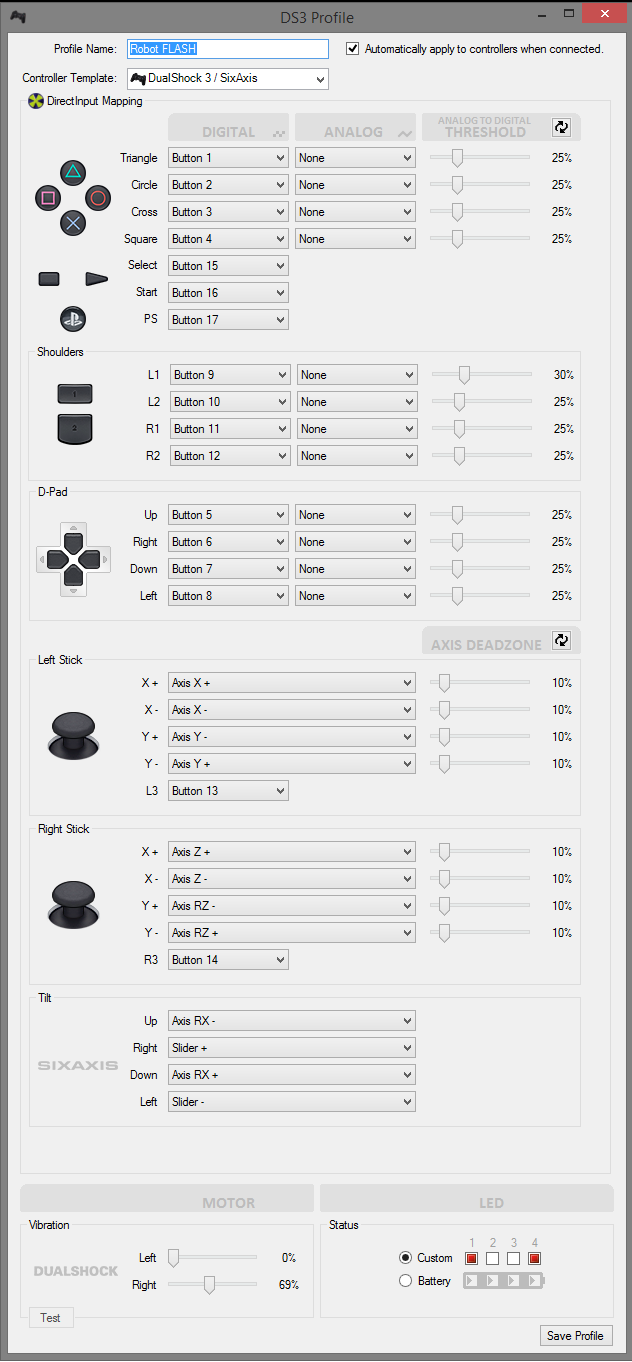 DS3 Profile
Profile Name: Robot FLASH Automatically apply to controllers when connected.
Controller Template: DualShock 3 / SixAxis
DirectInput Mapping
DIGITAL ANALOG ANALOG TO DIGITAL THRESHOLD
Triangle Button 1 None 25%
Circle Button 2 None 25%
Cross Button 3 None 25%
Square Button 4 None 25%
Select Button 15
Start Button 16
PS Button 17
Shoulders
L1 Button 9 None 30%
1
L2 Button 10 None 25%
2
R1 Button 11 None 25%
R2 Button 12 None 25%
D-Pad
Up Button 5 None 25%
Right Button 6 None 25%
Down Button 7 None 25%
Left Button 8 None 25%
AXIS DEADZONE
Left Stick
X + Axis X + 10%
X - Axis X - 10%
Y + Axis Y - 10%
Y - Axis Y + 10%
L3 Button 13
Right Stick
X + Axis Z + 10%
X - Axis Z - 10%
Y + Axis RZ - 10%
Y - Axis RZ + 10%
R3 Button 14
Tilt
Up Axis RX -
Right Slider +
SIXAXIS
Down Axis RX +
Left Slider -
MOTOR LED
Vibration Status
1 2 3 4
Left 0% Custom
DUALSHOCK
Right 69% Battery
Test
Save Profile